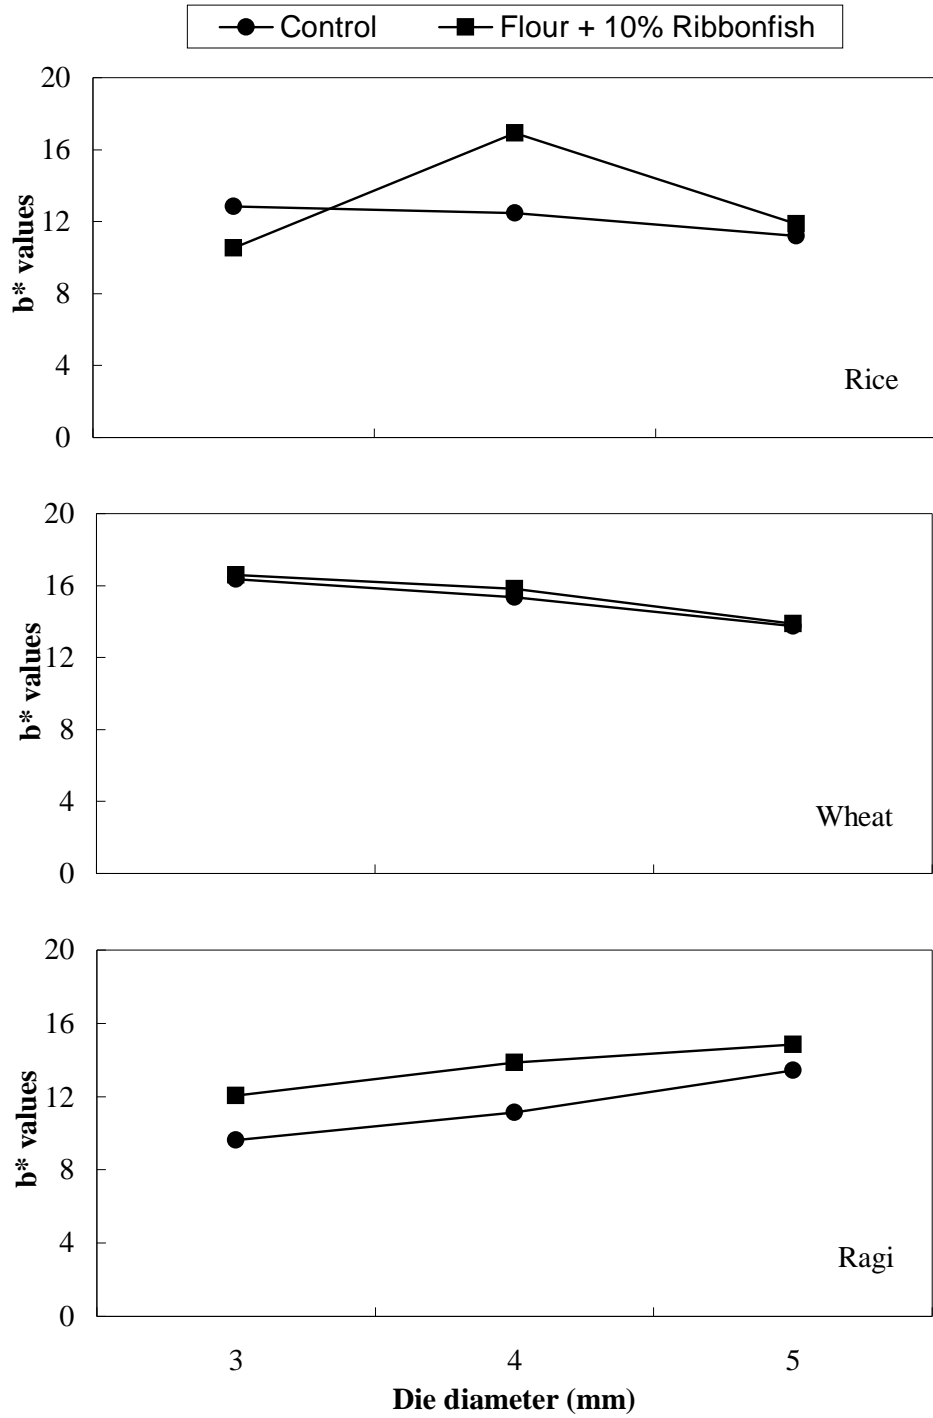 Control Flour + 10% Ribbonfish
20
16
12
8
4
0
b* values
Rice
20
16
12
8
4
0
b* values
Wheat
20
16
12
8
4
0
b* values
Ragi
3 4 5
Die diameter (mm)